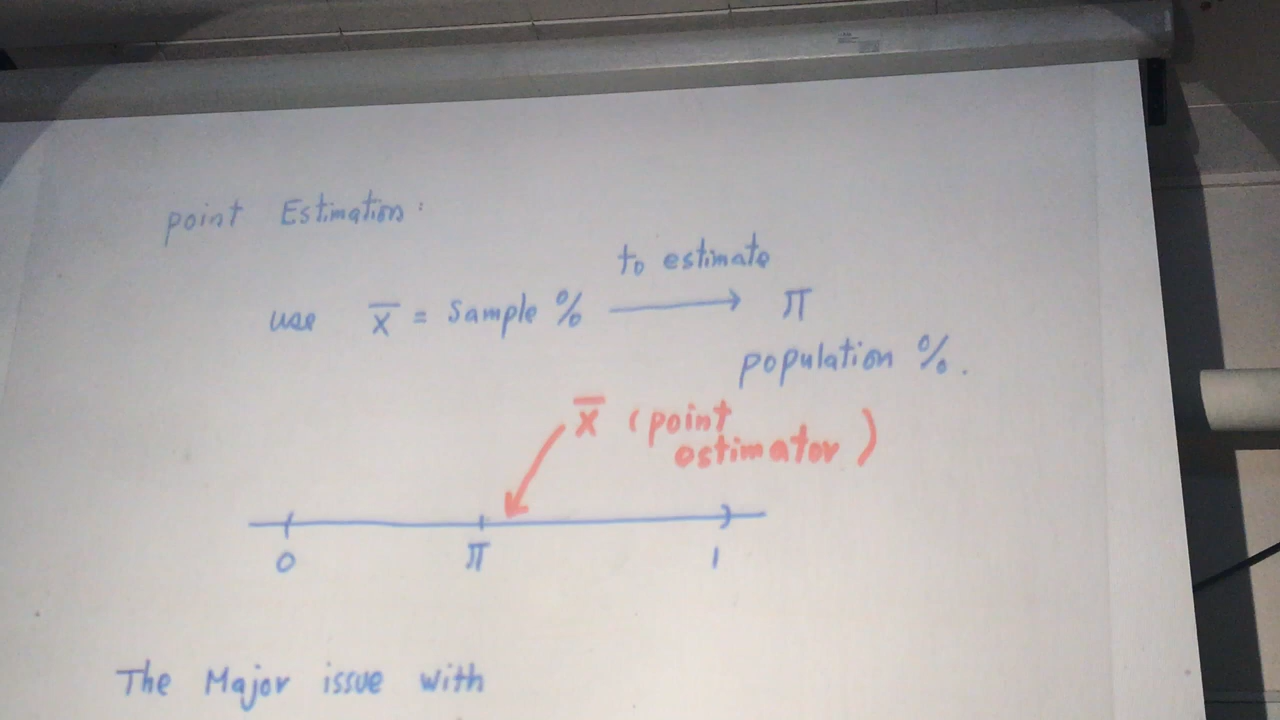 point Estimation:
to estimate
use x̄ = Sample % ⟶ π
population %.
x̄ (point
estimator)
0 π 1
The Major issue with